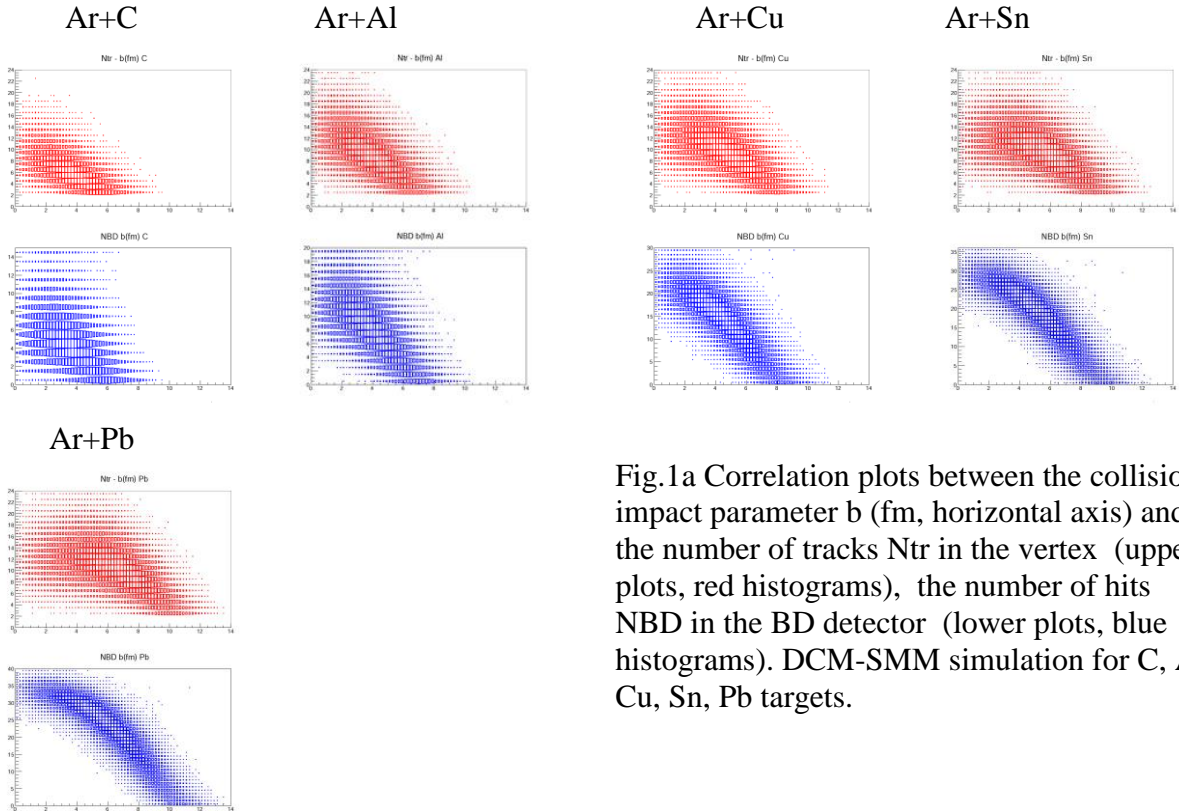 Ar+C
Ar+Al
Ar+Cu
Ar+Sn
Ntr - b(fm) C
Ntr - b(fm) Al
Ntr - b(fm) Cu
Ntr - b(fm) Sn
NBD b(fm) C
NBD b(fm) Al
NBD b(fm) Cu
NBD b(fm) Sn
Ar+Pb
Ntr - b(fm) Pb
NBD b(fm) Pb
Fig.1a Correlation plots between the collisio
impact parameter b (fm, horizontal axis) and
the number of tracks Ntr in the vertex (uppe
plots, red histograms), the number of hits
NBD in the BD detector (lower plots, blue
histograms). DCM-SMM simulation for C, A
Cu, Sn, Pb targets.